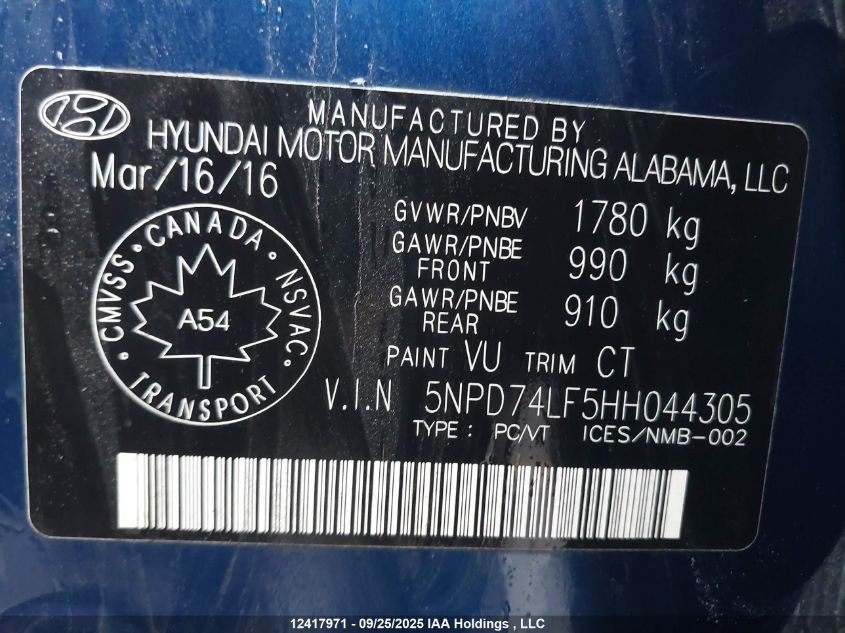 MANUFACTURED BY
HYUNDAI MOTOR MANUFACTURING ALABAMA, LLC
Mar/16/16
GVWR/PNBV 1780 kg
GAWR/PNBE FRONT 990 kg
GAWR/PNBE REAR 910 kg
CANADA
CMVSS
NSVAC
A54
TRANSPORT
PAINT VU TRIM CT
V.I.N 5NPD74LF5HH044305
TYPE : PC/VT ICES/NMB-002
12417971 - 09/25/2025 IAA Holdings , LLC